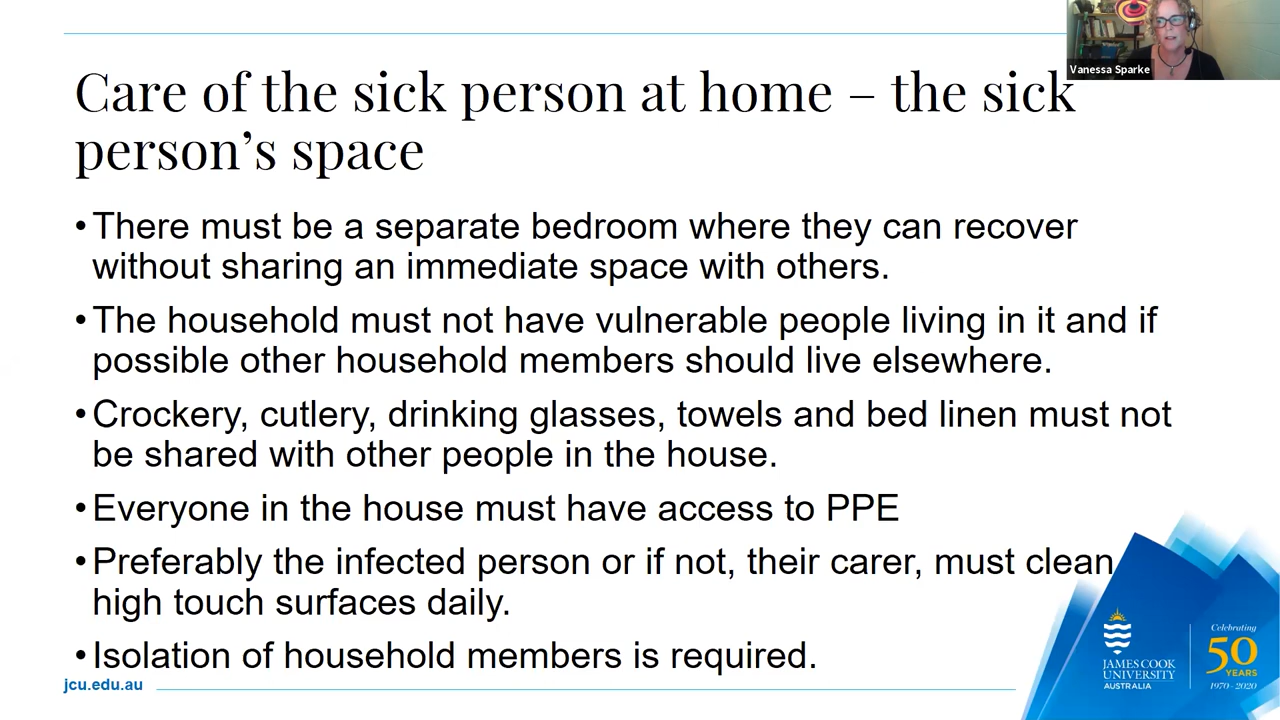 Vanessa Sparke
Care of the sick person at home – the sick
person’s space
•There must be a separate bedroom where they can recover
without sharing an immediate space with others.
•The household must not have vulnerable people living in it and if
possible other household members should live elsewhere.
•Crockery, cutlery, drinking glasses, towels and bed linen must not
be shared with other people in the house.
•Everyone in the house must have access to PPE
•Preferably the infected person or if not, their carer, must clean
high touch surfaces daily.
•Isolation of household members is required.
jcu.edu.au
JAMES COOK
UNIVERSITY
AUSTRALIA
Celebrating
50
YEARS
1970-2020